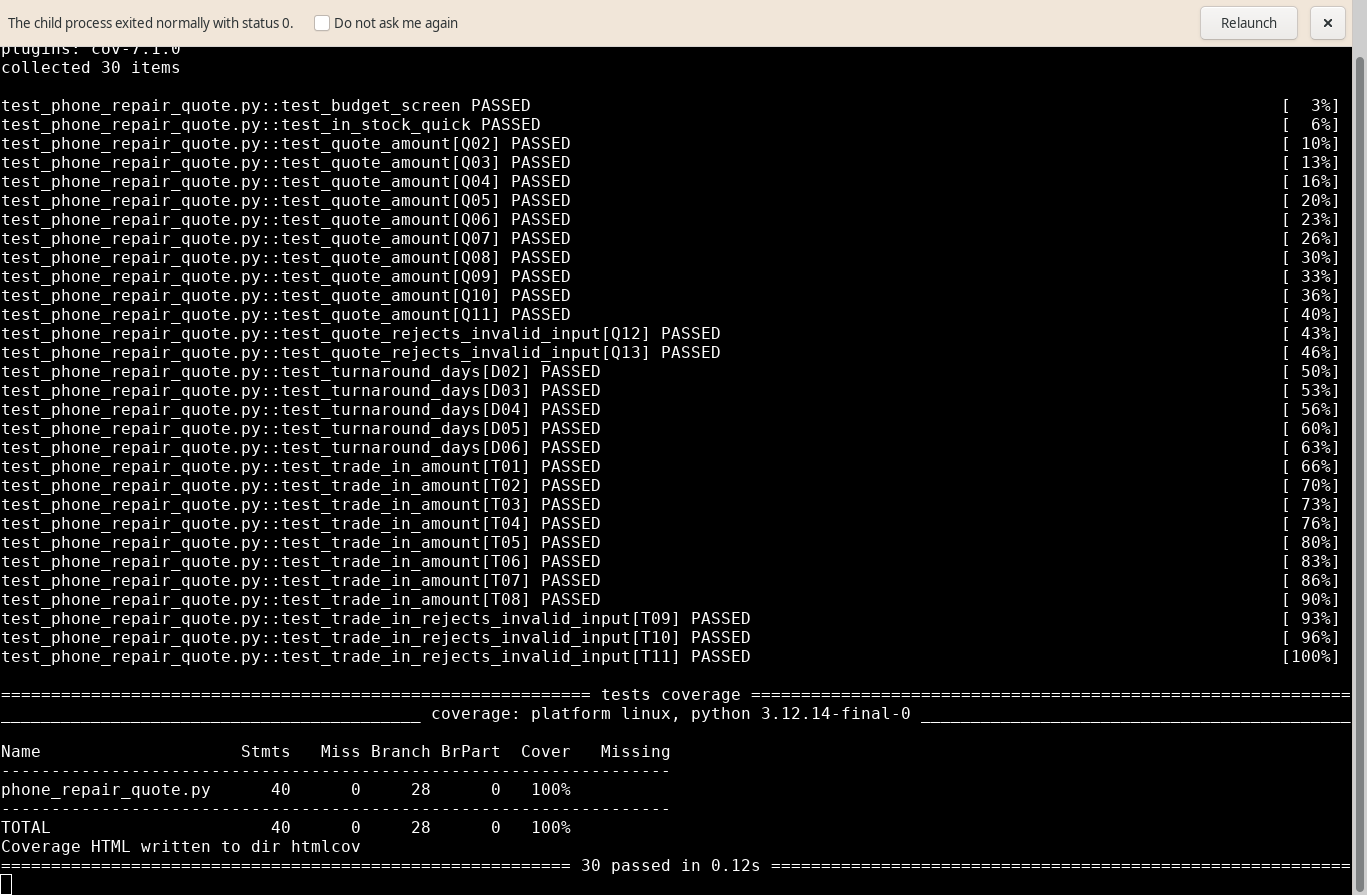 The child process exited normally with status 0. Do not ask me again Relaunch ×
plugins: cov-7.1.0
collected 30 items
test_phone_repair_quote.py::test_budget_screen PASSED [  3%]
test_phone_repair_quote.py::test_in_stock_quick PASSED [  6%]
test_phone_repair_quote.py::test_quote_amount[Q02] PASSED [ 10%]
test_phone_repair_quote.py::test_quote_amount[Q03] PASSED [ 13%]
test_phone_repair_quote.py::test_quote_amount[Q04] PASSED [ 16%]
test_phone_repair_quote.py::test_quote_amount[Q05] PASSED [ 20%]
test_phone_repair_quote.py::test_quote_amount[Q06] PASSED [ 23%]
test_phone_repair_quote.py::test_quote_amount[Q07] PASSED [ 26%]
test_phone_repair_quote.py::test_quote_amount[Q08] PASSED [ 30%]
test_phone_repair_quote.py::test_quote_amount[Q09] PASSED [ 33%]
test_phone_repair_quote.py::test_quote_amount[Q10] PASSED [ 36%]
test_phone_repair_quote.py::test_quote_amount[Q11] PASSED [ 40%]
test_phone_repair_quote.py::test_quote_rejects_invalid_input[Q12] PASSED [ 43%]
test_phone_repair_quote.py::test_quote_rejects_invalid_input[Q13] PASSED [ 46%]
test_phone_repair_quote.py::test_turnaround_days[D02] PASSED [ 50%]
test_phone_repair_quote.py::test_turnaround_days[D03] PASSED [ 53%]
test_phone_repair_quote.py::test_turnaround_days[D04] PASSED [ 56%]
test_phone_repair_quote.py::test_turnaround_days[D05] PASSED [ 60%]
test_phone_repair_quote.py::test_turnaround_days[D06] PASSED [ 63%]
test_phone_repair_quote.py::test_trade_in_amount[T01] PASSED [ 66%]
test_phone_repair_quote.py::test_trade_in_amount[T02] PASSED [ 70%]
test_phone_repair_quote.py::test_trade_in_amount[T03] PASSED [ 73%]
test_phone_repair_quote.py::test_trade_in_amount[T04] PASSED [ 76%]
test_phone_repair_quote.py::test_trade_in_amount[T05] PASSED [ 80%]
test_phone_repair_quote.py::test_trade_in_amount[T06] PASSED [ 83%]
test_phone_repair_quote.py::test_trade_in_amount[T07] PASSED [ 86%]
test_phone_repair_quote.py::test_trade_in_amount[T08] PASSED [ 90%]
test_phone_repair_quote.py::test_trade_in_rejects_invalid_input[T09] PASSED [ 93%]
test_phone_repair_quote.py::test_trade_in_rejects_invalid_input[T10] PASSED [ 96%]
test_phone_repair_quote.py::test_trade_in_rejects_invalid_input[T11] PASSED [100%]
=========================================================== tests coverage ============================================================
__________________________________________ coverage: platform linux, python 3.12.14-final-0 ___________________________________________
Name                    Stmts   Miss Branch BrPart  Cover   Missing
-------------------------------------------------------------------
phone_repair_quote.py      40      0     28      0   100%
-------------------------------------------------------------------
TOTAL                      40      0     28      0   100%
Coverage HTML written to dir htmlcov
========================================================= 30 passed in 0.12s ==========================================================